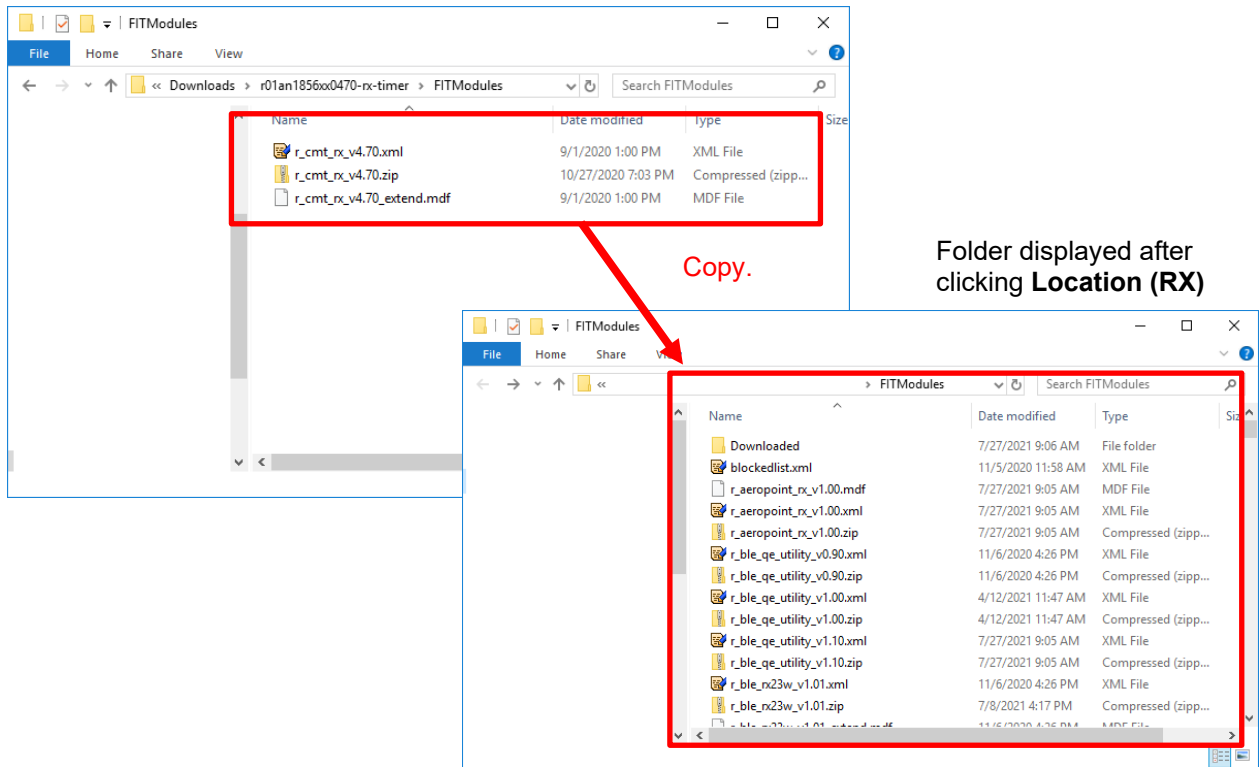 FITModules
File Home Share View
« Downloads › r01an1856xx0470-rx-timer › FITModules
Search FITModules
Name Date modified Type Size
r_cmt_rx_v4.70.xml 9/1/2020 1:00 PM XML File
r_cmt_rx_v4.70.zip 10/27/2020 7:03 PM Compressed (zipp...
r_cmt_rx_v4.70_extend.mdf 9/1/2020 1:00 PM MDF File
Copy.
Folder displayed after
clicking Location (RX)
FITModules
File Home Share
« › FITModules
Search FITModules
Name Date modified Type
Downloaded 7/27/2021 9:06 AM File folder
blockedlist.xml 11/5/2020 11:58 AM XML File
r_aeropoint_rx_v1.00.mdf 7/27/2021 9:05 AM MDF File
r_aeropoint_rx_v1.00.xml 7/27/2021 9:05 AM XML File
r_aeropoint_rx_v1.00.zip 7/27/2021 9:05 AM Compressed (zipp...
r_ble_qe_utility_v0.90.xml 11/6/2020 4:26 PM XML File
r_ble_qe_utility_v0.90.zip 11/6/2020 4:26 PM Compressed (zipp...
r_ble_qe_utility_v1.00.xml 4/12/2021 11:47 AM XML File
r_ble_qe_utility_v1.00.zip 4/12/2021 11:47 AM Compressed (zipp...
r_ble_qe_utility_v1.10.xml 7/27/2021 9:05 AM XML File
r_ble_qe_utility_v1.10.zip 7/27/2021 9:05 AM Compressed (zipp...
r_ble_rx23w_v1.01.xml 11/6/2020 4:26 PM XML File
r_ble_rx23w_v1.01.zip 7/8/2021 4:17 PM Compressed (zipp...